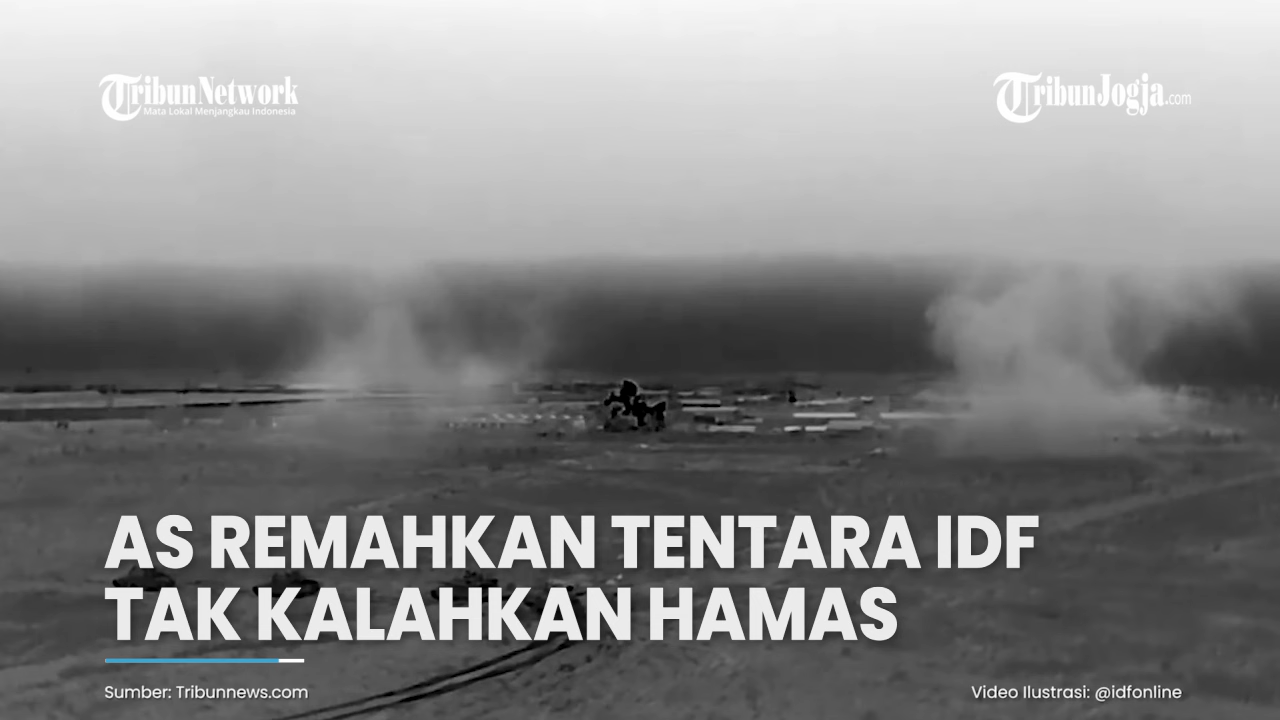 TribunNetwork
Mata Lokal Menjangkau Indonesia
TribunJogja.com
AS REMAHKAN TENTARA IDF
TAK KALAHKAN HAMAS
Sumber: Tribunnews.com
Video Ilustrasi: @idfonline